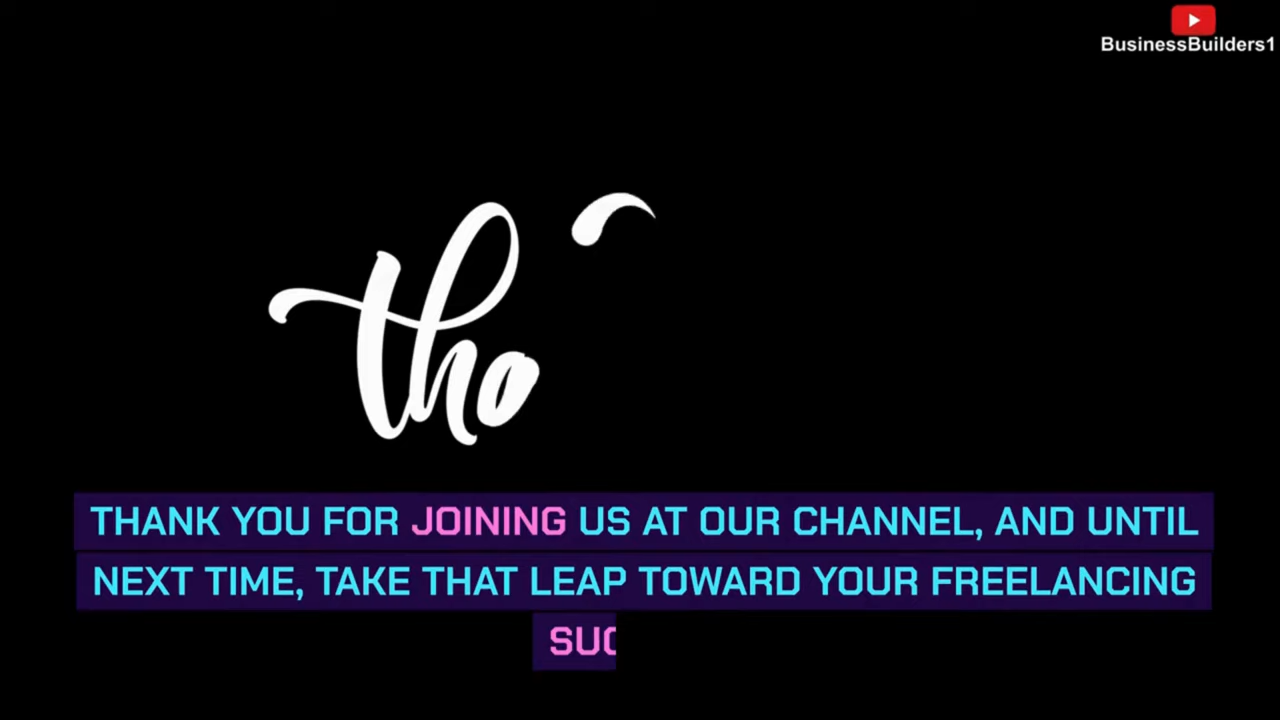 BusinessBuilders1
tha
THANK YOU FOR JOINING US AT OUR CHANNEL, AND UNTIL
NEXT TIME, TAKE THAT LEAP TOWARD YOUR FREELANCING
SUC